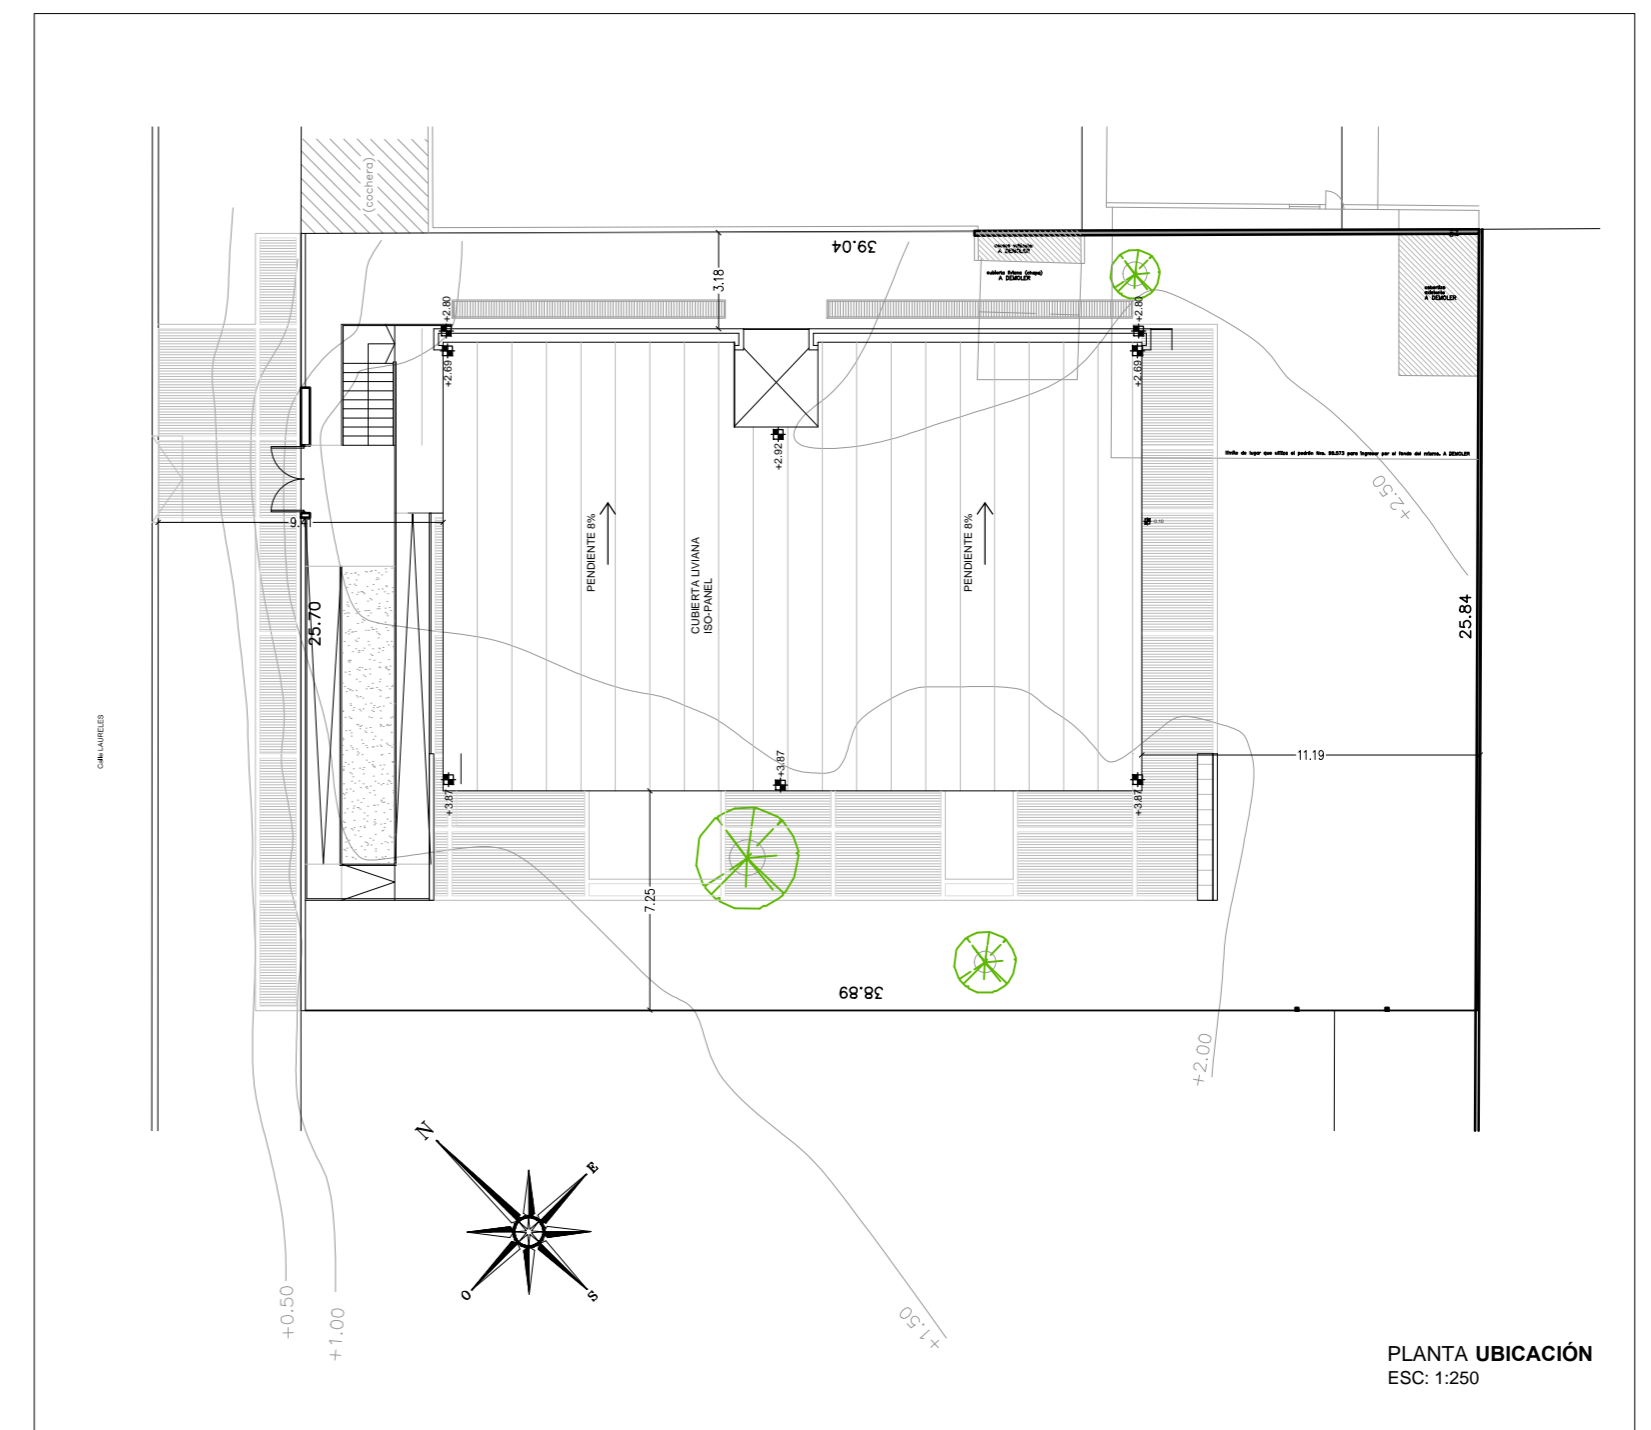 (cochera)
39.04
A DEMOLER
cubierta liviana (chapa)
A DEMOLER
3.18
+2.80
+2.80
A DEMOLER
+2.69
+2.69
+2.92
+2.50
9.41
PENDIENTE 8%
CUBIERTA LIVIANA
ISO-PANEL
PENDIENTE 8%
25.70
25.84
Calle LAURELES
+3.87
+3.87
+3.87
11.19
7.25
38.89
+2.00
N
E
O
S
+0.50
+1.00
+1.50
PLANTA UBICACIÓN
ESC: 1:250